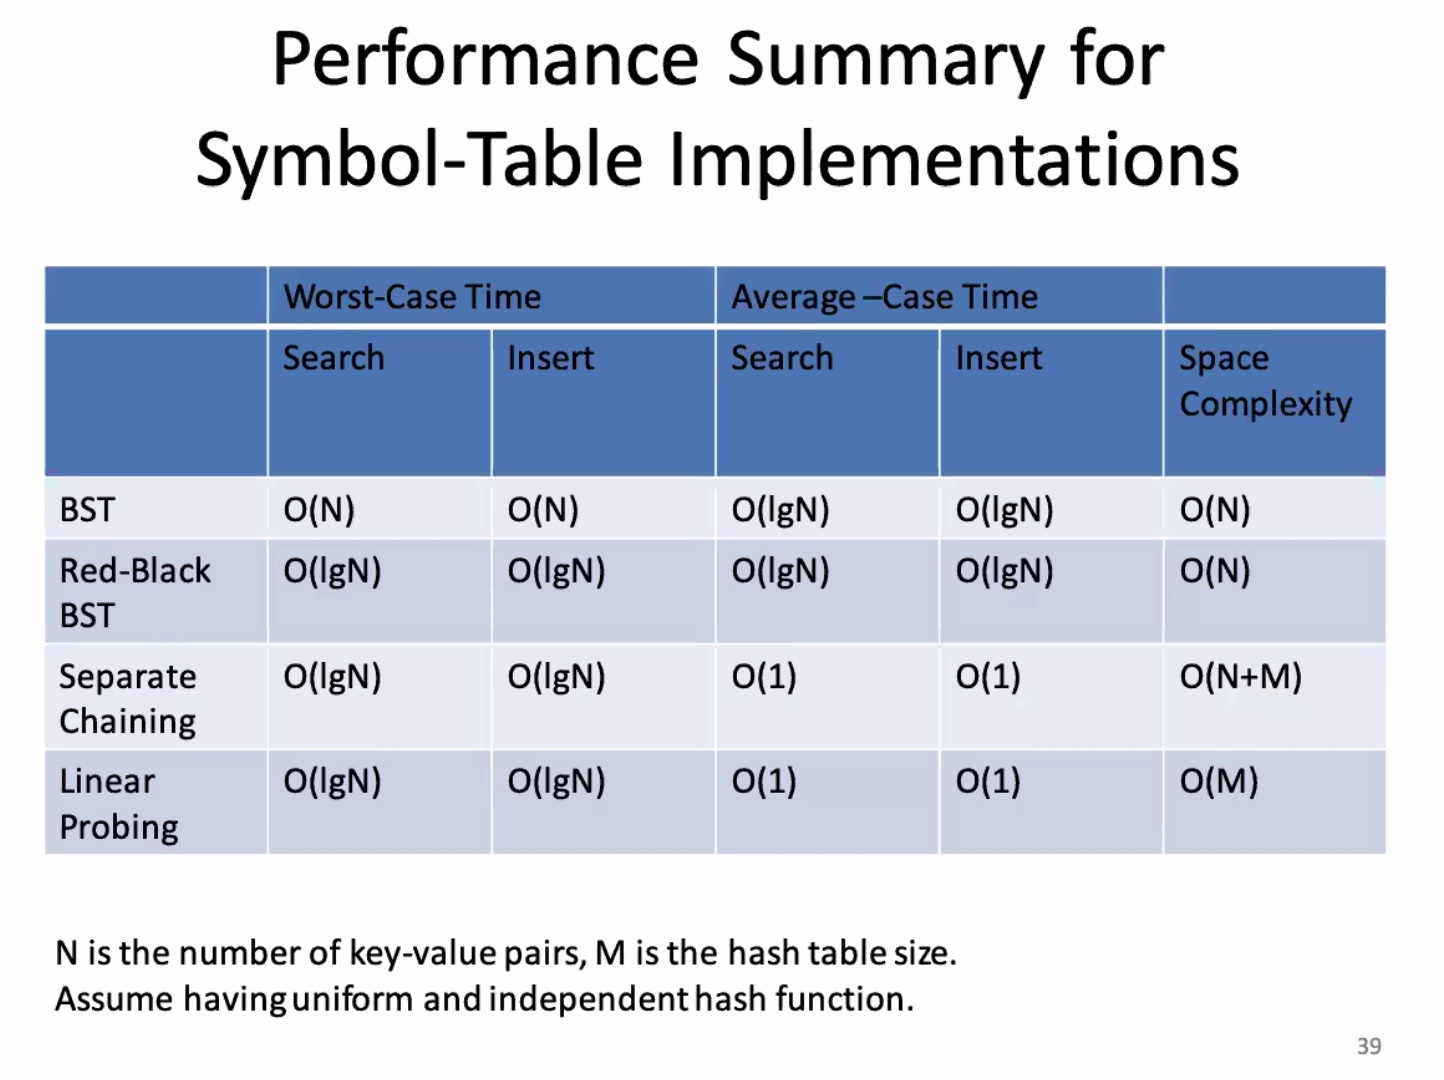 Performance Summary for
Symbol-Table Implementations
Worst-Case Time Average –Case Time
Search Insert Search Insert Space
Complexity
BST O(N) O(N) O(lgN) O(lgN) O(N)
Red-Black O(lgN) O(lgN) O(lgN) O(lgN) O(N)
BST
Separate O(lgN) O(lgN) O(1) O(1) O(N+M)
Chaining
Linear O(lgN) O(lgN) O(1) O(1) O(M)
Probing
N is the number of key-value pairs, M is the hash table size.
Assume having uniform and independent hash function.
39